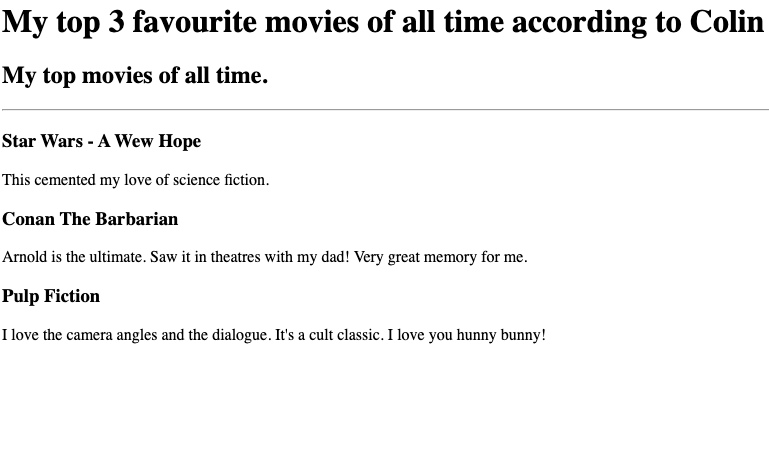 My top 3 favourite movies of all time according to Colin
My top movies of all time.
Star Wars - A Wew Hope
This cemented my love of science fiction.
Conan The Barbarian
Arnold is the ultimate. Saw it in theatres with my dad! Very great memory for me.
Pulp Fiction
I love the camera angles and the dialogue. It's a cult classic. I love you hunny bunny!